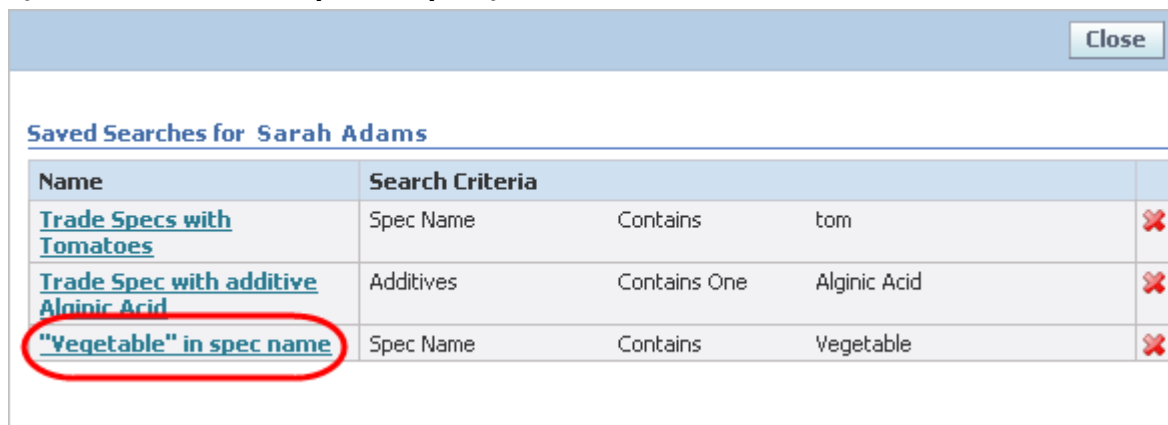 Close
Saved Searches for Sarah Adams
Name Search Criteria
Trade Specs with Spec Name Contains tom
Tomatoes
Trade Spec with additive Additives Contains One Alginic Acid
Alginic Acid
"Vegetable" in spec name Spec Name Contains Vegetable